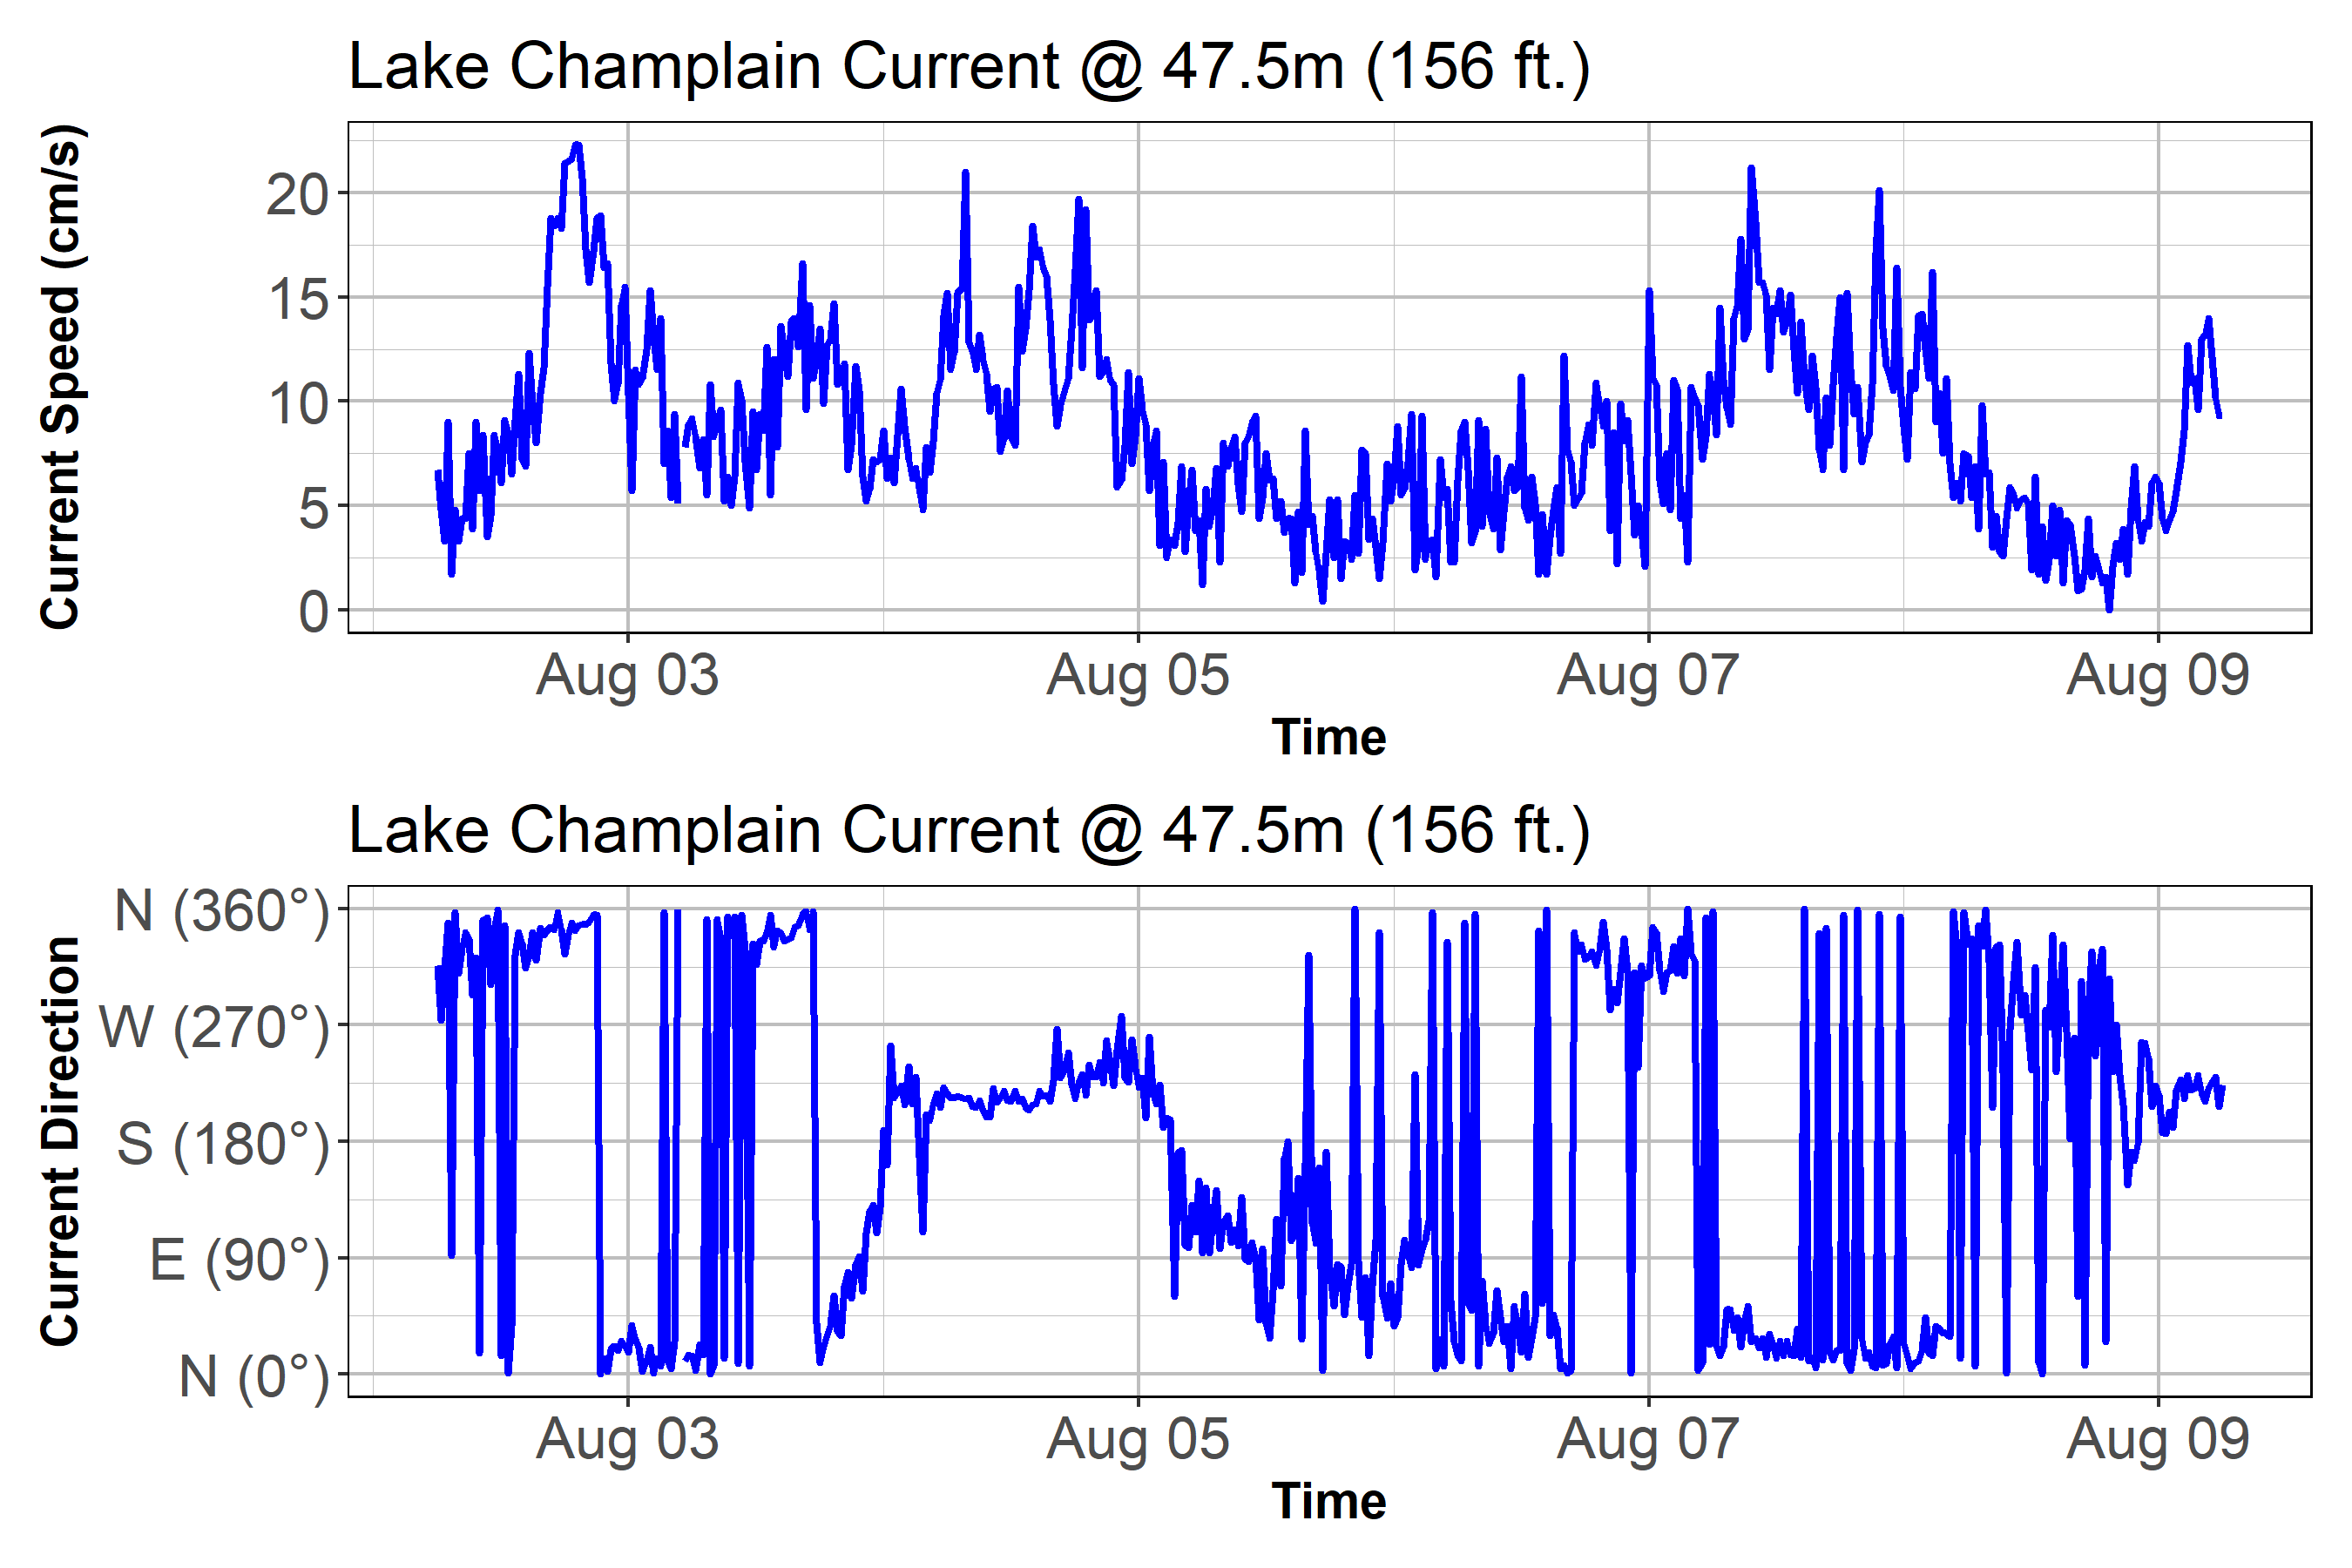 Lake Champlain Current @ 47.5m (156 ft.)
Current Speed (cm/s)
20
15
10
5
0
Aug 03 Aug 05 Aug 07 Aug 09
Time
Lake Champlain Current @ 47.5m (156 ft.)
Current Direction
N (360°)
W (270°)
S (180°)
E (90°)
N (0°)
Aug 03 Aug 05 Aug 07 Aug 09
Time